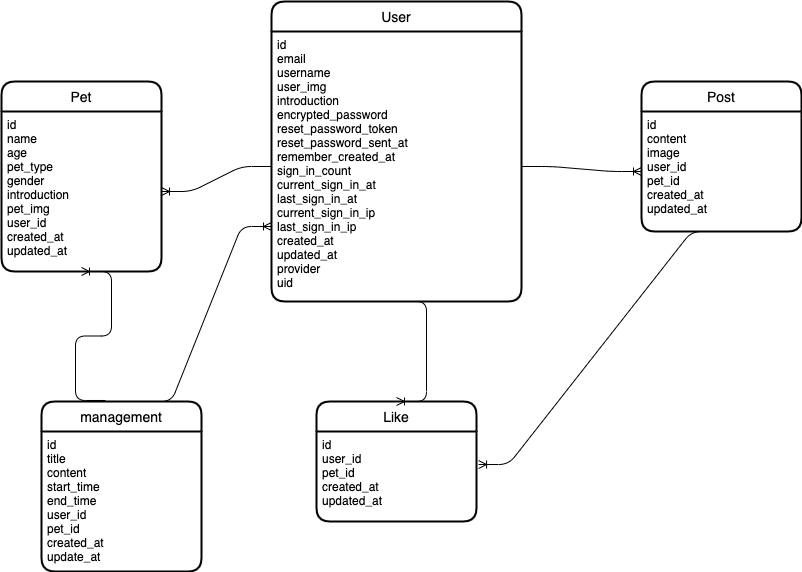 User
id
email
username
user_img
introduction
encrypted_password
reset_password_token
reset_password_sent_at
remember_created_at
sign_in_count
current_sign_in_at
last_sign_in_at
current_sign_in_ip
last_sign_in_ip
created_at
updated_at
provider
uid
Pet
id
name
age
pet_type
gender
introduction
pet_img
user_id
created_at
updated_at
Post
id
content
image
user_id
pet_id
created_at
updated_at
management
id
title
content
start_time
end_time
user_id
pet_id
created_at
update_at
Like
id
user_id
pet_id
created_at
updated_at